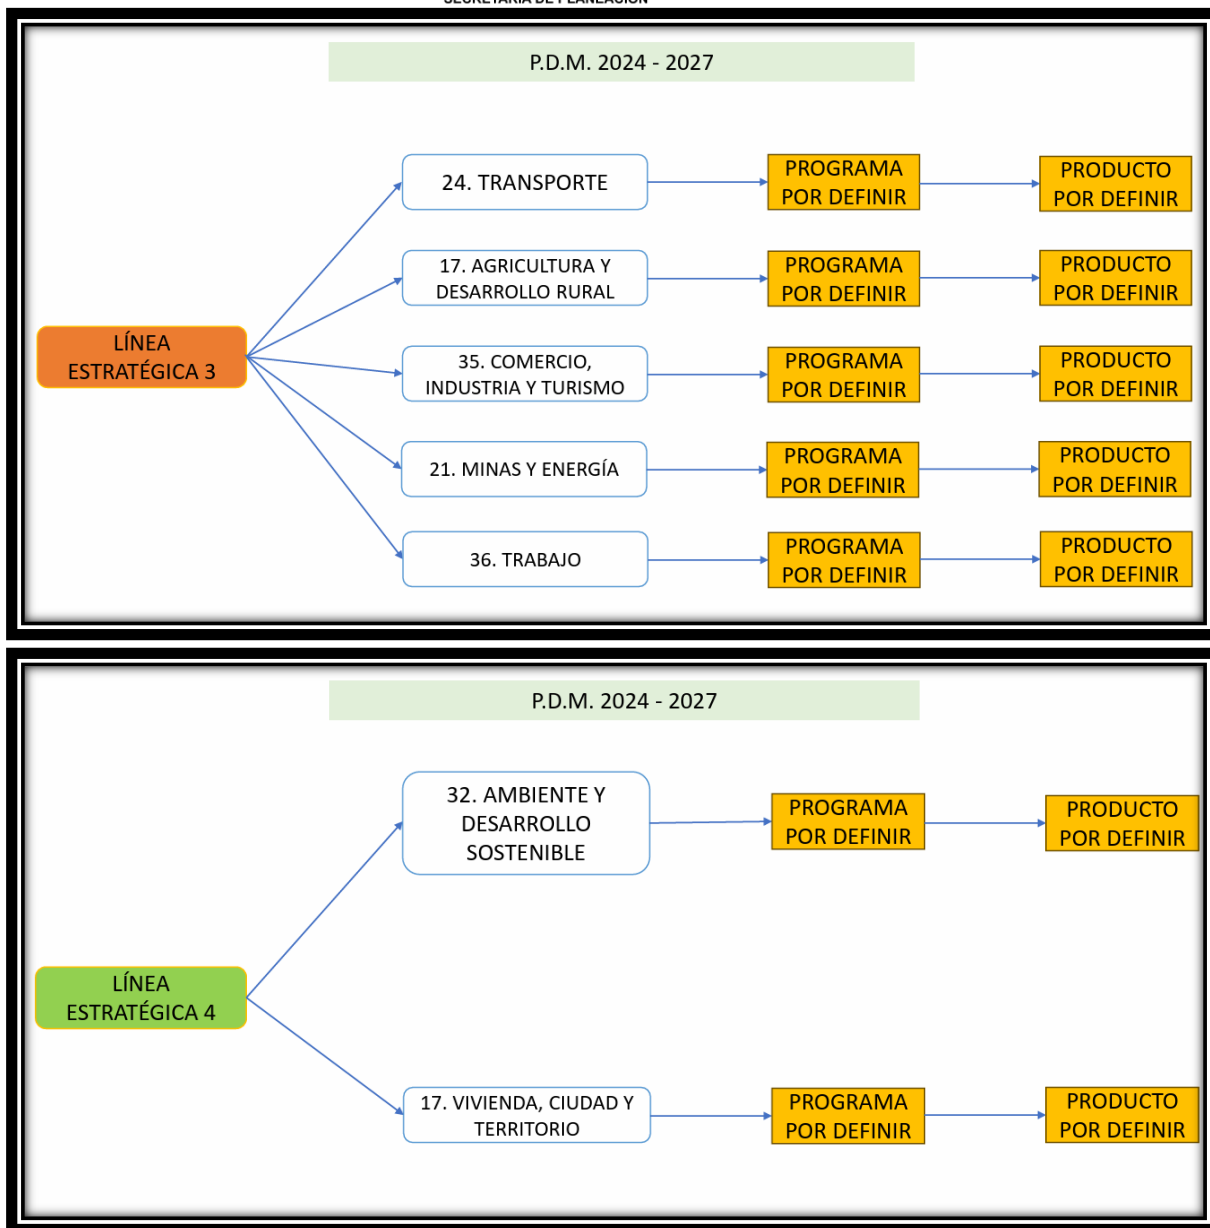 SECRETARÍA DE PLANEACIÓN
P.D.M. 2024 - 2027
24. TRANSPORTE
PROGRAMA
POR DEFINIR
PRODUCTO
POR DEFINIR
17. AGRICULTURA Y
DESARROLLO RURAL
PROGRAMA
POR DEFINIR
PRODUCTO
POR DEFINIR
LÍNEA
ESTRATÉGICA 3
35. COMERCIO,
INDUSTRIA Y TURISMO
PROGRAMA
POR DEFINIR
PRODUCTO
POR DEFINIR
21. MINAS Y ENERGÍA
PROGRAMA
POR DEFINIR
PRODUCTO
POR DEFINIR
36. TRABAJO
PROGRAMA
POR DEFINIR
PRODUCTO
POR DEFINIR
P.D.M. 2024 - 2027
32. AMBIENTE Y
DESARROLLO
SOSTENIBLE
PROGRAMA
POR DEFINIR
PRODUCTO
POR DEFINIR
LÍNEA
ESTRATÉGICA 4
17. VIVIENDA, CIUDAD Y
TERRITORIO
PROGRAMA
POR DEFINIR
PRODUCTO
POR DEFINIR